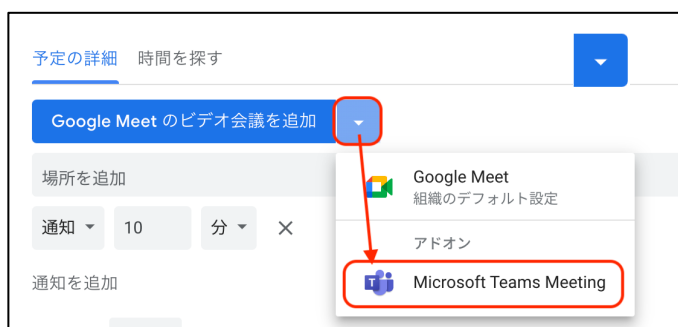 予定の詳細 時間を探す
Google Meet のビデオ会議を追加
場所を追加
Google Meet
組織のデフォルト設定
通知 10 分
アドオン
通知を追加
Microsoft Teams Meeting